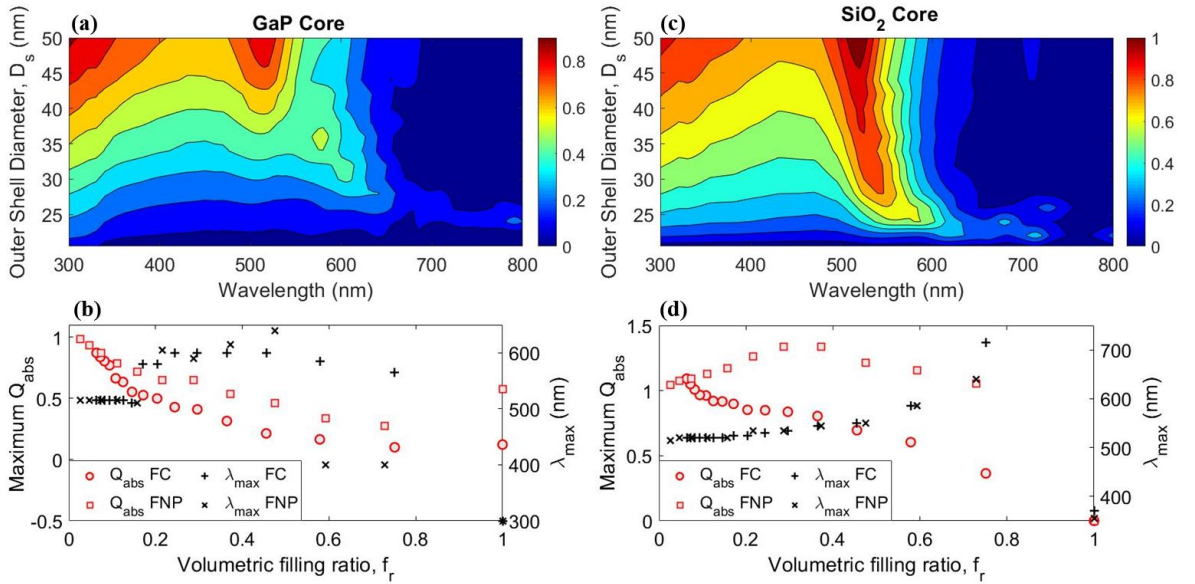 (a)
GaP Core
Outer Shell Diameter, Ds (nm)
50
45
40
35
30
25
300
400
500
600
700
800
Wavelength (nm)
0.8
0.6
0.4
0.2
0
(c)
SiO2 Core
Outer Shell Diameter, Ds (nm)
50
45
40
35
30
25
300
400
500
600
700
800
Wavelength (nm)
1
0.8
0.6
0.4
0.2
0
(b)
Maximum Qabs
1
0.5
0
-0.5
Qabs FC
λmax FC
Qabs FNP
λmax FNP
0
0.2
0.4
0.6
0.8
1
Volumetric filling ratio, fr
600
500
400
300
λmax (nm)
(d)
Maximum Qabs
1.5
1
0.5
0
Qabs FC
λmax FC
Qabs FNP
λmax FNP
0
0.2
0.4
0.6
0.8
1
Volumetric filling ratio, fr
700
600
500
400
λmax (nm)